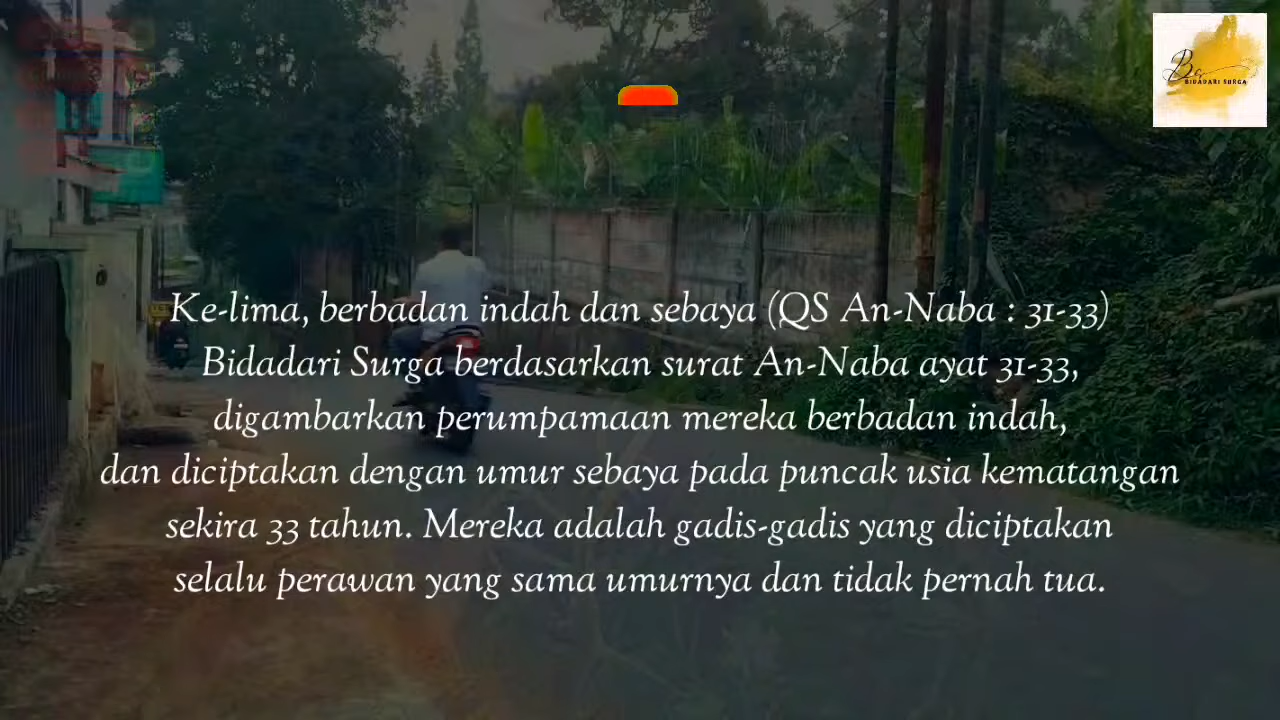 Bs
BIDADARI SURGA
Ke-lima, berbadan indah dan sebaya (QS An-Naba : 31-33)
Bidadari Surga berdasarkan surat An-Naba ayat 31-33,
digambarkan perumpamaan mereka berbadan indah,
dan diciptakan dengan umur sebaya pada puncak usia kematangan
sekira 33 tahun. Mereka adalah gadis-gadis yang diciptakan
selalu perawan yang sama umurnya dan tidak pernah tua.